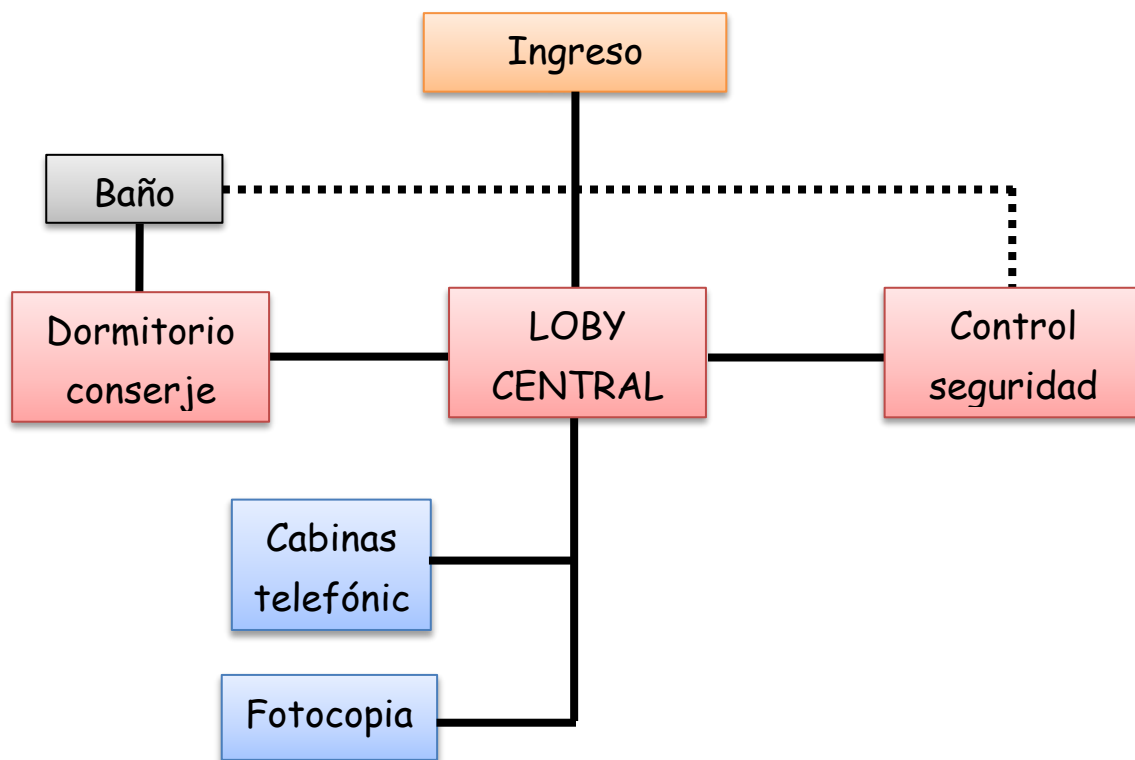 Ingreso
Baño
Dormitorio
conserje
LOBY
CENTRAL
Control
seguridad
Cabinas
telefónic
Fotocopia